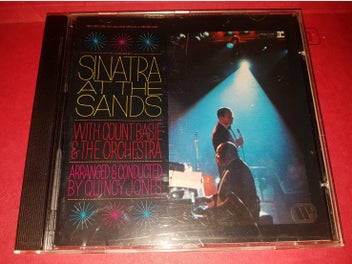 SINATRA
AT THE
SANDS
WITH COUNT BASIE
& THE ORCHESTRA
ARRANGED & CONDUCTED
BY QUINCY JONES